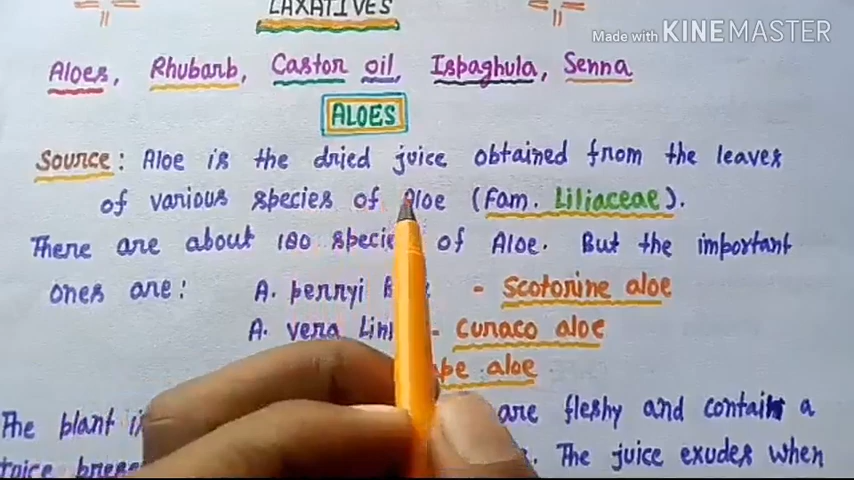 LAXATIVES
Made with KINEMASTER
Aloes, Rhubarb, Castor oil, Ispaghula, Senna
ALOES
Source: Aloe is the dried juice obtained from the leaves
of various species of Aloe (Fam. Liliaceae).
There are about 180 of Aloe. But the important
ones are: A. perryi - Scotorine aloe
A. vera - Curaco aloe
aloe
The plant are fleshy and contain a
The juice exudes when